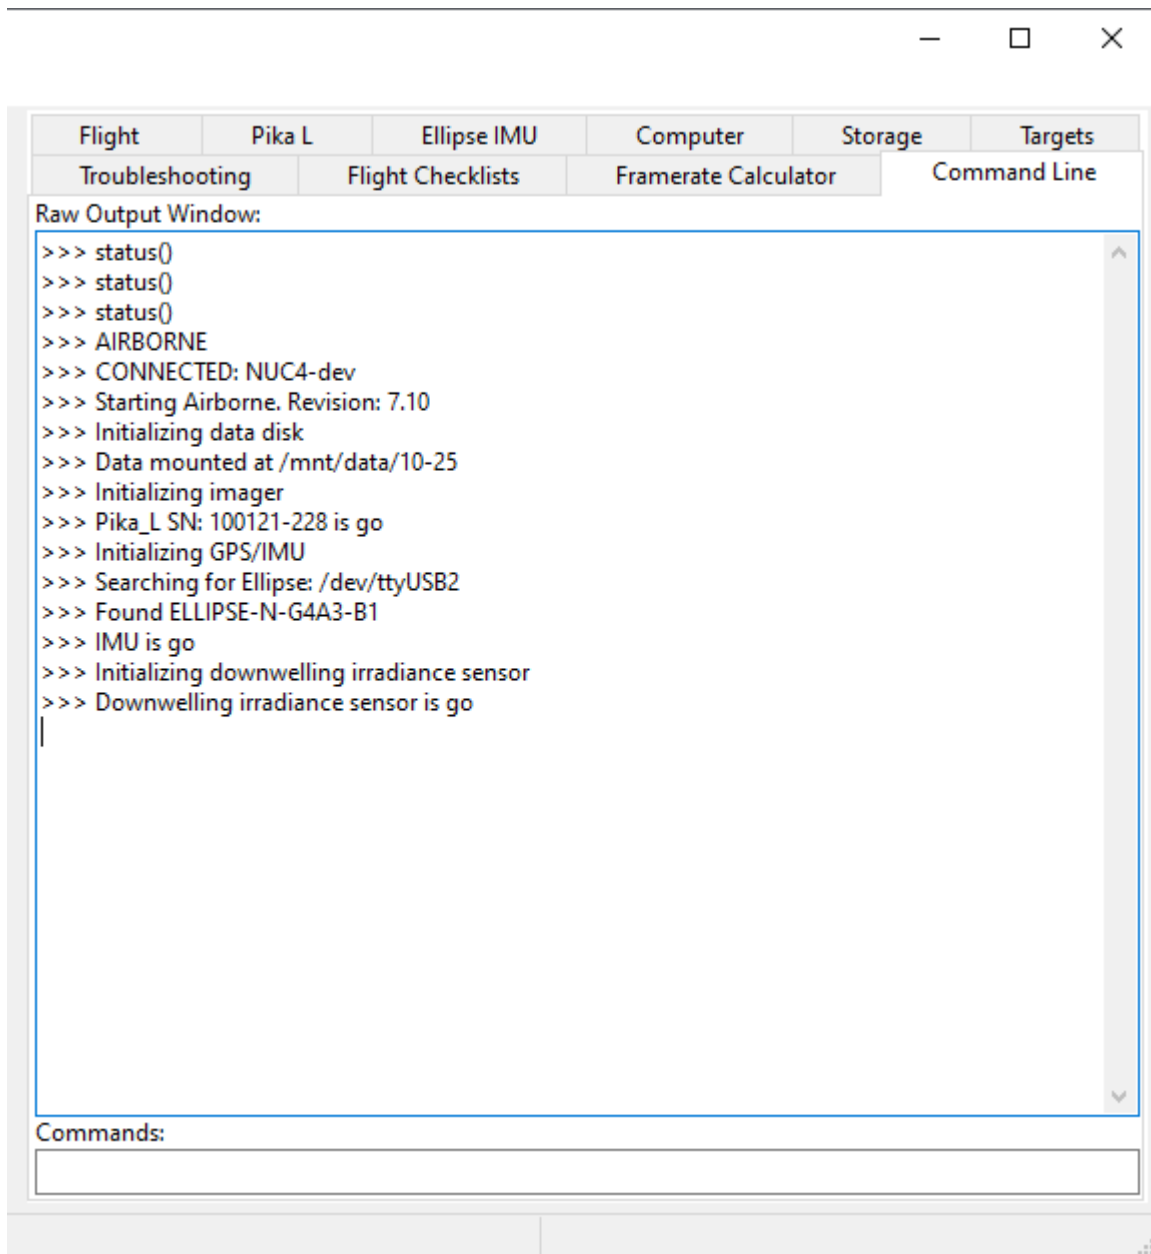 Flight Pika L Ellipse IMU Computer Storage Targets
Troubleshooting Flight Checklists Framerate Calculator Command Line
Raw Output Window:
>>> status()
>>> status()
>>> status()
>>> AIRBORNE
>>> CONNECTED: NUC4-dev
>>> Starting Airborne. Revision: 7.10
>>> Initializing data disk
>>> Data mounted at /mnt/data/10-25
>>> Initializing imager
>>> Pika_L SN: 100121-228 is go
>>> Initializing GPS/IMU
>>> Searching for Ellipse: /dev/ttyUSB2
>>> Found ELLIPSE-N-G4A3-B1
>>> IMU is go
>>> Initializing downwelling irradiance sensor
>>> Downwelling irradiance sensor is go
Commands: